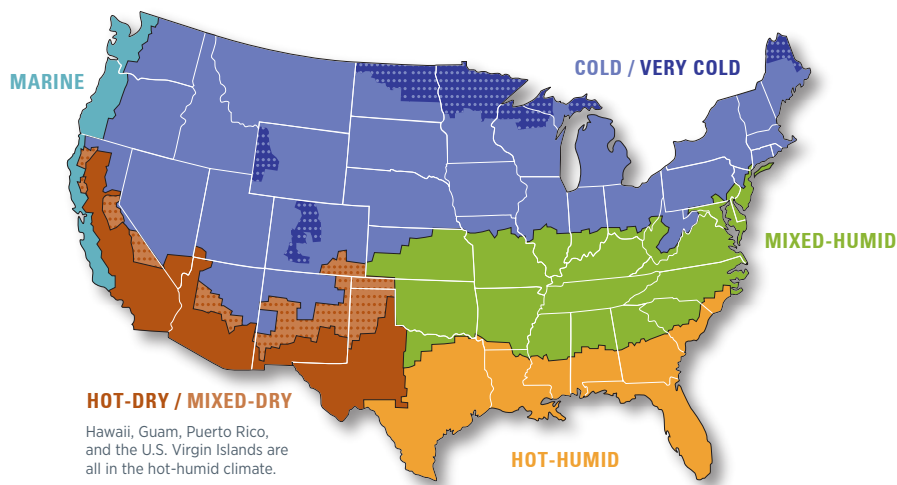 MARINE
COLD / VERY COLD
MIXED-HUMID
HOT-DRY / MIXED-DRY
Hawaii, Guam, Puerto Rico,
and the U.S. Virgin Islands are
all in the hot-humid climate.
HOT-HUMID